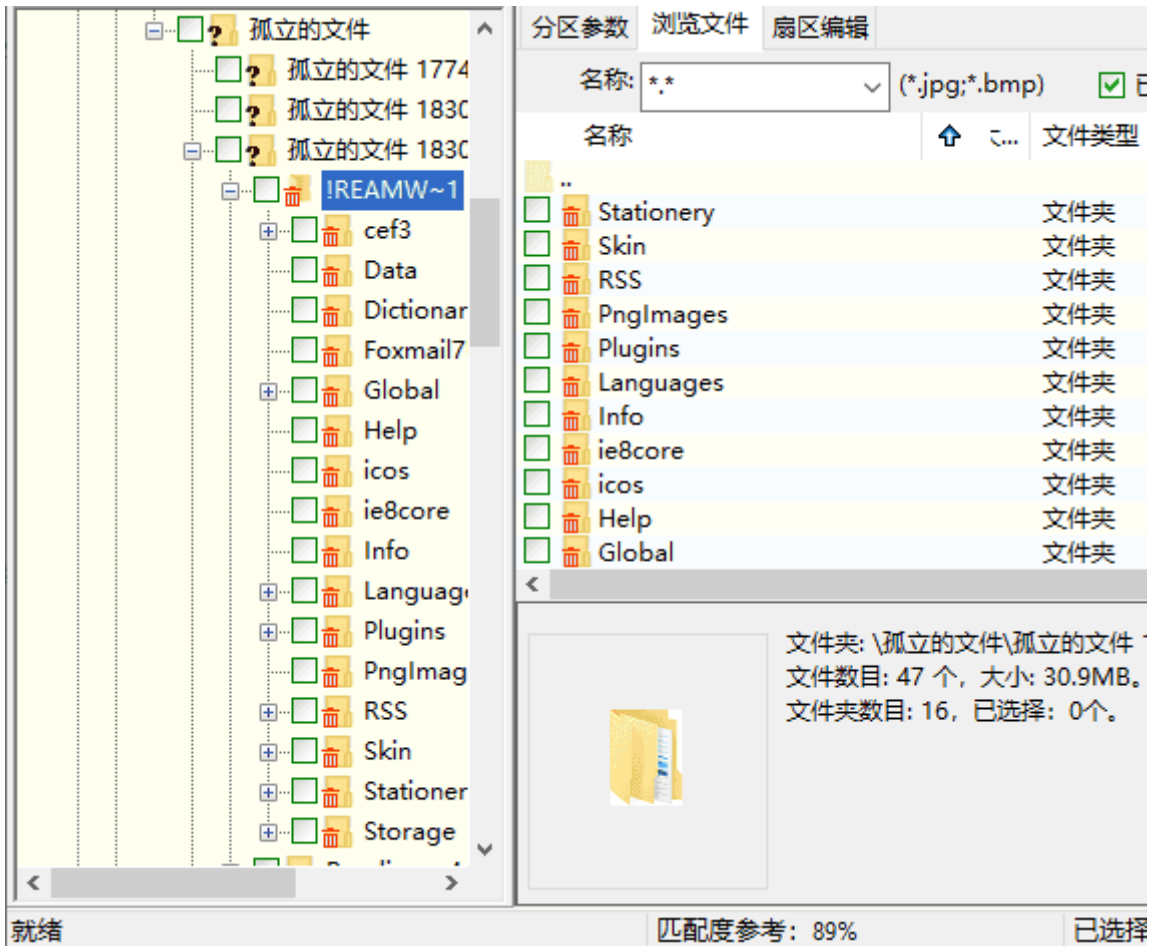 孤立的文件
孤立的文件 1774
孤立的文件 1830
孤立的文件 1830
!REAMW~1
cef3
Data
Dictionar
Foxmail7
Global
Help
icos
ie8core
Info
Languag
Plugins
PngImag
RSS
Skin
Stationer
Storage
分区参数 浏览文件 扇区编辑
名称: *.* (*.jpg;*.bmp)
名称 文件类型
..
Stationery 文件夹
Skin 文件夹
RSS 文件夹
PngImages 文件夹
Plugins 文件夹
Languages 文件夹
Info 文件夹
ie8core 文件夹
icos 文件夹
Help 文件夹
Global 文件夹
文件夹: \孤立的文件\孤立的文件
文件数目: 47 个，大小: 30.9MB。
文件夹数目: 16，已选择：0个。
就绪 匹配度参考：89% 已选择